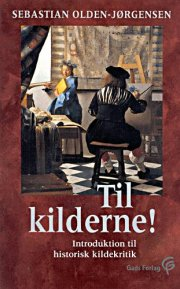 SEBASTIAN OLDEN-JØRGENSEN
Til
kilderne!
Introduktion til
historisk kildekritik
Gads Forlag